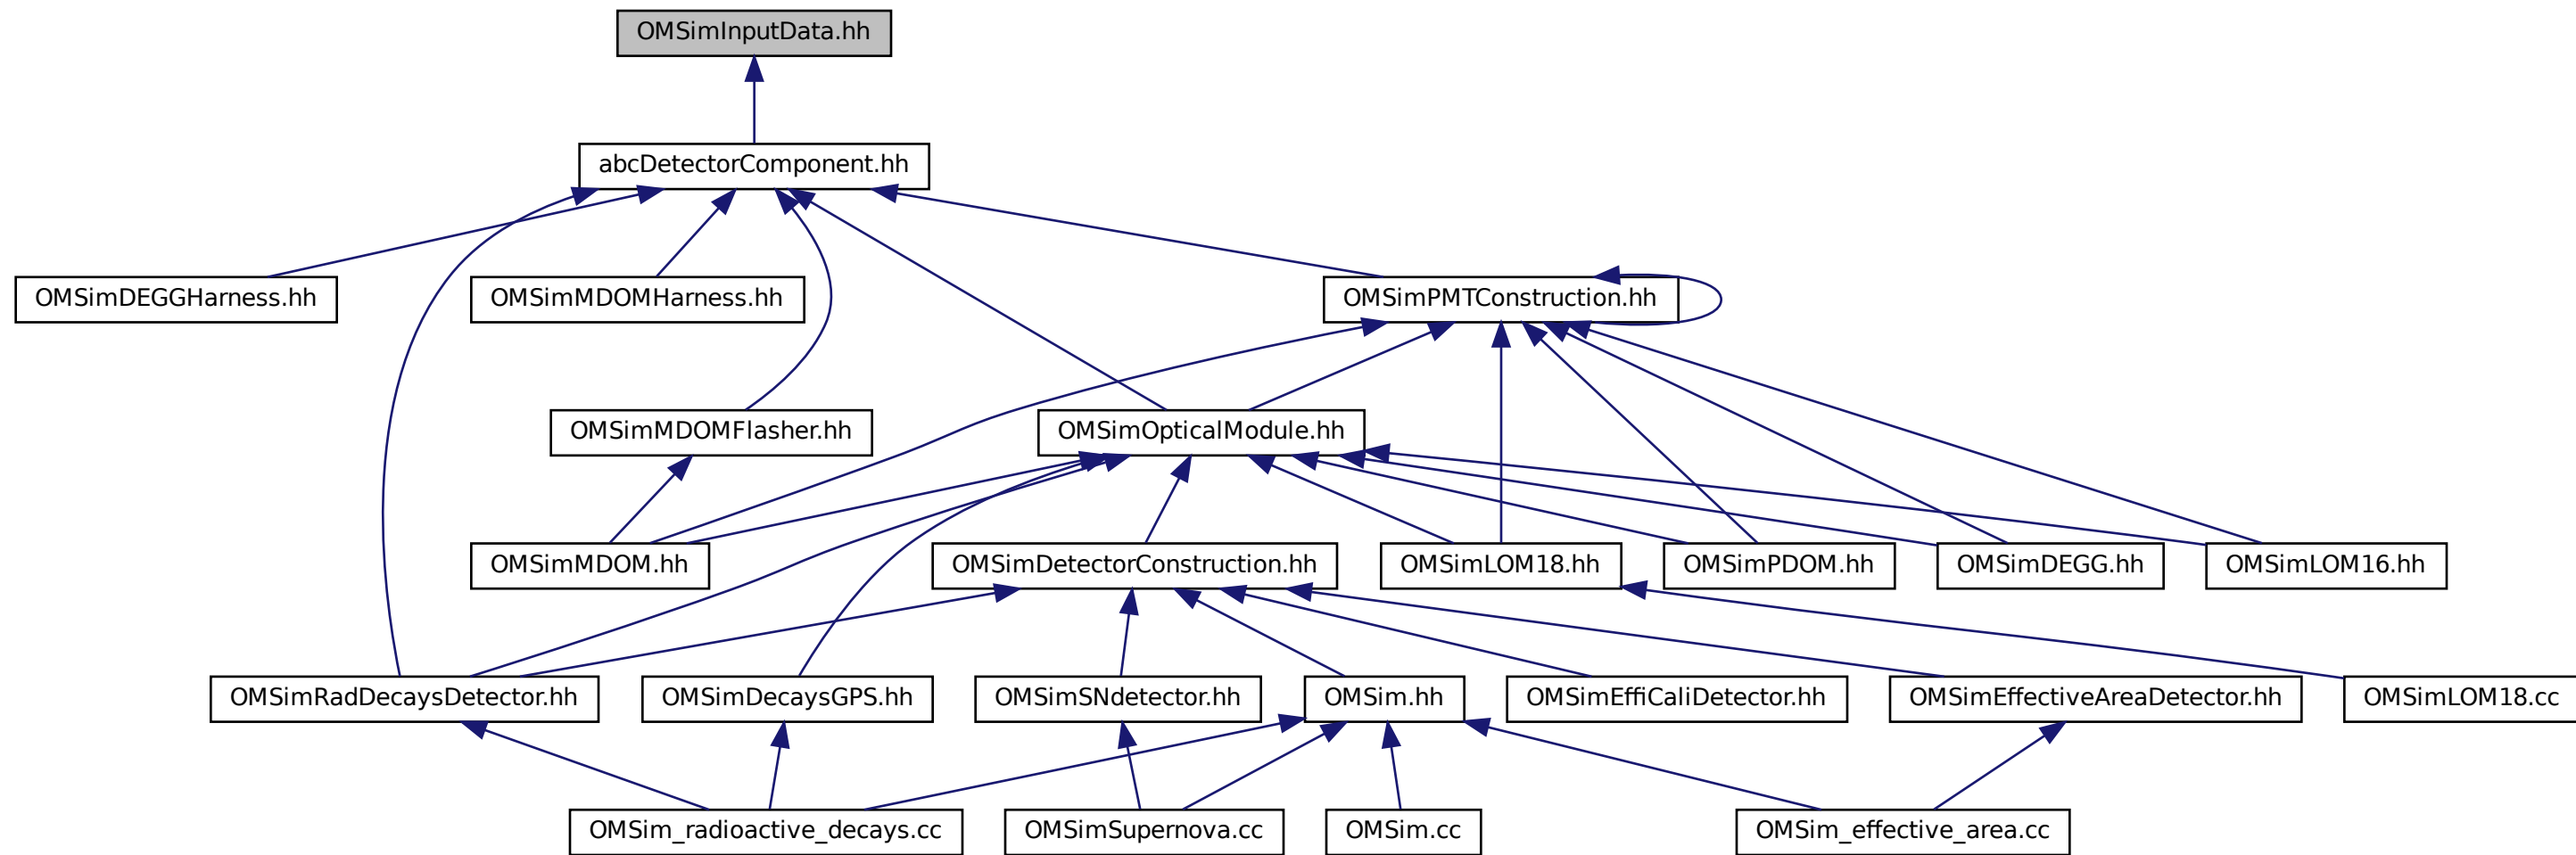 OMSimInputData.hh
abcDetectorComponent.hh
OMSimDEGGHarness.hh
OMSimMDOMHarness.hh
OMSimPMTConstruction.hh
OMSimMDOMFlasher.hh
OMSimOpticalModule.hh
OMSimMDOM.hh
OMSimDetectorConstruction.hh
OMSimLOM18.hh
OMSimPDOM.hh
OMSimDEGG.hh
OMSimLOM16.hh
OMSimRadDecaysDetector.hh
OMSimDecaysGPS.hh
OMSimSNdetector.hh
OMSim.hh
OMSimEffiCaliDetector.hh
OMSimEffectiveAreaDetector.hh
OMSimLOM18.cc
OMSim_radioactive_decays.cc
OMSimSupernova.cc
OMSim.cc
OMSim_effective_area.cc